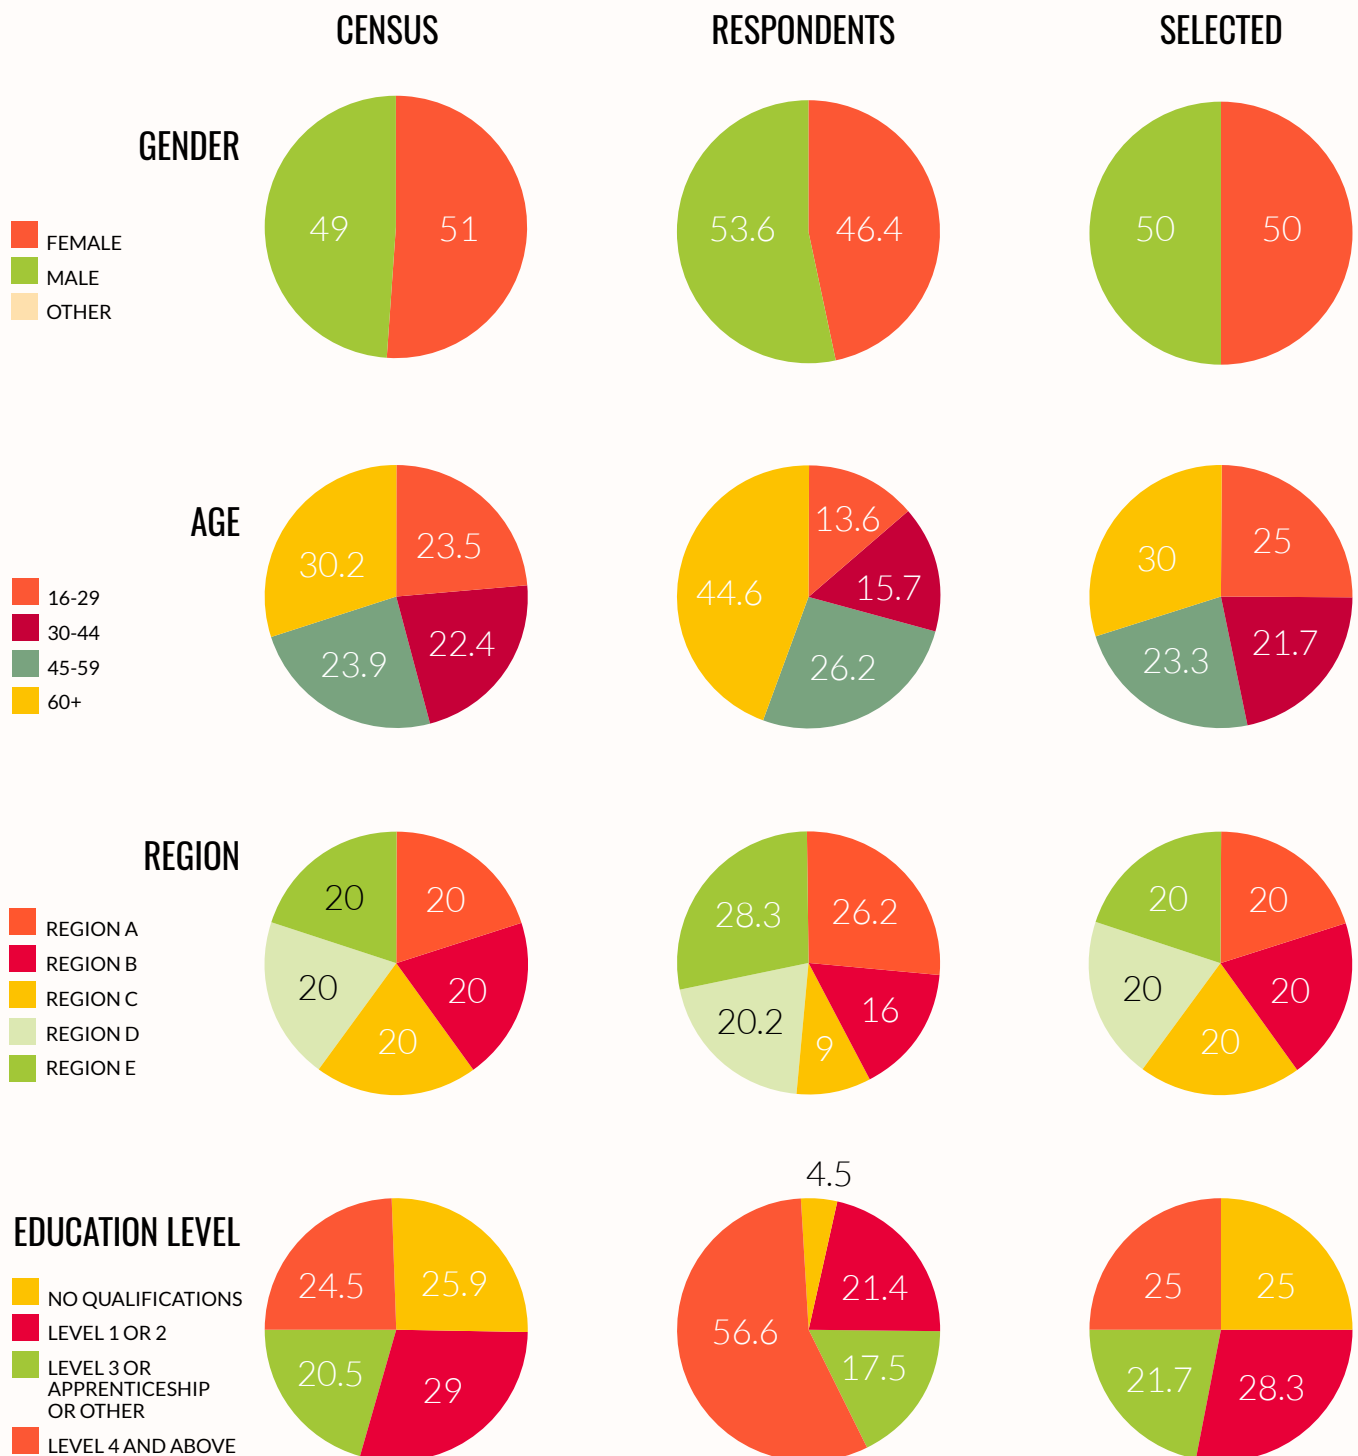 CENSUS
RESPONDENTS
SELECTED
GENDER
FEMALE
MALE
OTHER
49
51
53.6
46.4
50
50
AGE
16-29
30-44
45-59
60+
30.2
23.5
23.9
22.4
13.6
44.6
15.7
26.2
30
25
23.3
21.7
REGION
REGION A
REGION B
REGION C
REGION D
REGION E
20
20
20
20
20
28.3
26.2
20.2
9
16
20
20
20
20
20
EDUCATION LEVEL
NO QUALIFICATIONS
LEVEL 1 OR 2
LEVEL 3 OR
APPRENTICESHIP
OR OTHER
LEVEL 4 AND ABOVE
24.5
25.9
20.5
29
4.5
21.4
56.6
17.5
25
25
21.7
28.3